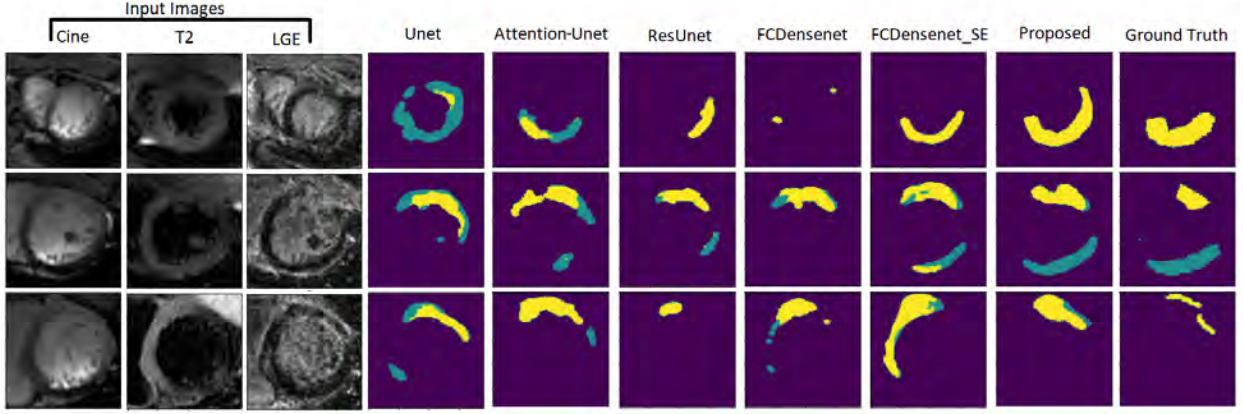 Input Images
Cine T2 LGE Unet Attention-Unet ResUnet FCDensenet FCDensenet_SE Proposed Ground Truth